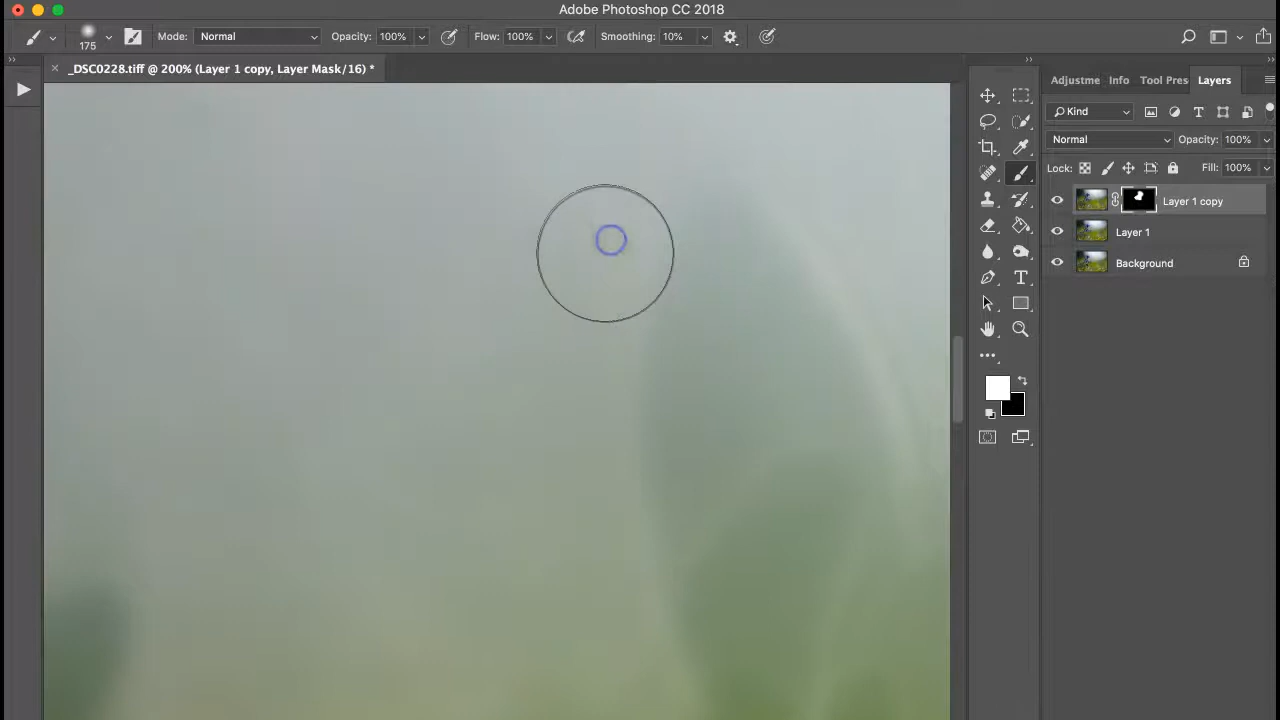 Adobe Photoshop CC 2018
175 Mode: Normal Opacity: 100% Flow: 100% Smoothing: 10%
_DSC0228.tiff @ 200% (Layer 1 copy, Layer Mask/16) *
Adjustme Info Tool Pres Layers
Kind
Normal Opacity: 100%
Lock: Fill: 100%
Layer 1 copy
Layer 1
Background